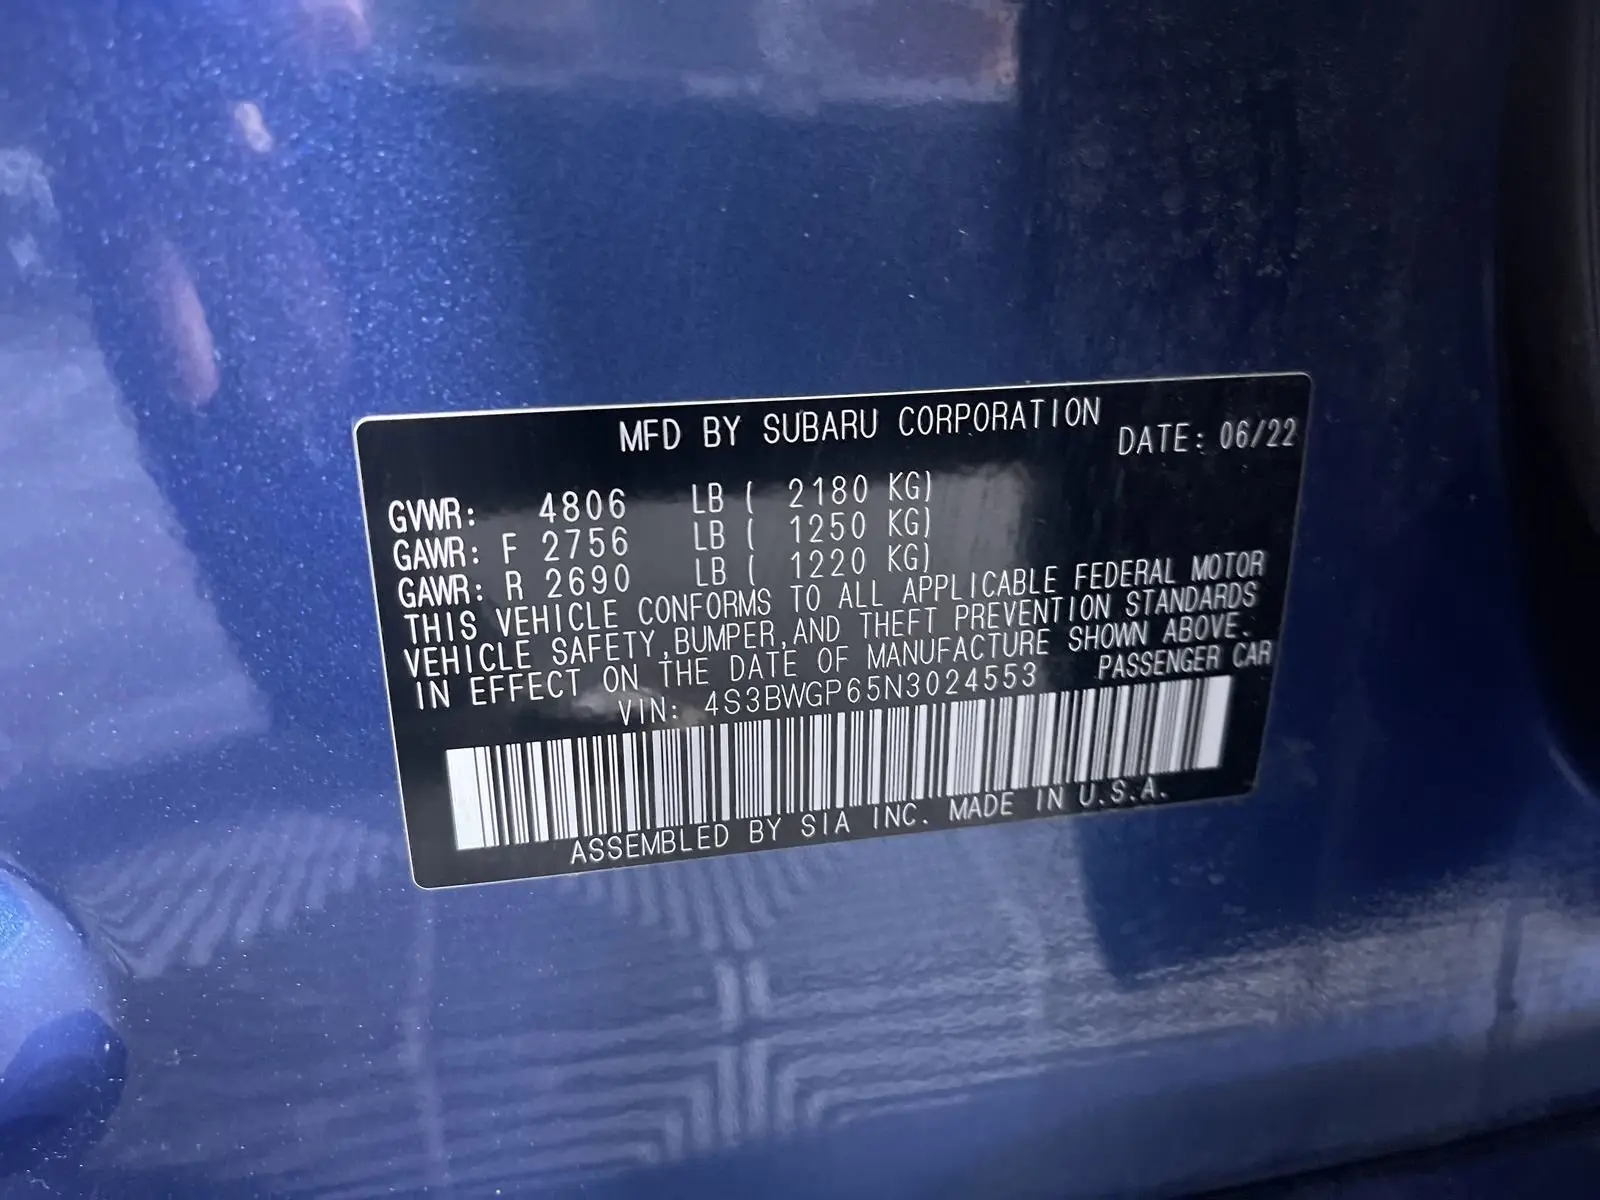 MFD BY SUBARU CORPORATION DATE: 06/22
GVWR: 4806 LB ( 2180 KG)
GAWR: F 2756 LB ( 1250 KG)
GAWR: R 2690 LB ( 1220 KG)
THIS VEHICLE CONFORMS TO ALL APPLICABLE FEDERAL MOTOR
VEHICLE SAFETY,BUMPER,AND THEFT PREVENTION STANDARDS
IN EFFECT ON THE DATE OF MANUFACTURE SHOWN ABOVE.
VIN: 4S3BWGP65N3024553 PASSENGER CAR
ASSEMBLED BY SIA INC. MADE IN U.S.A.